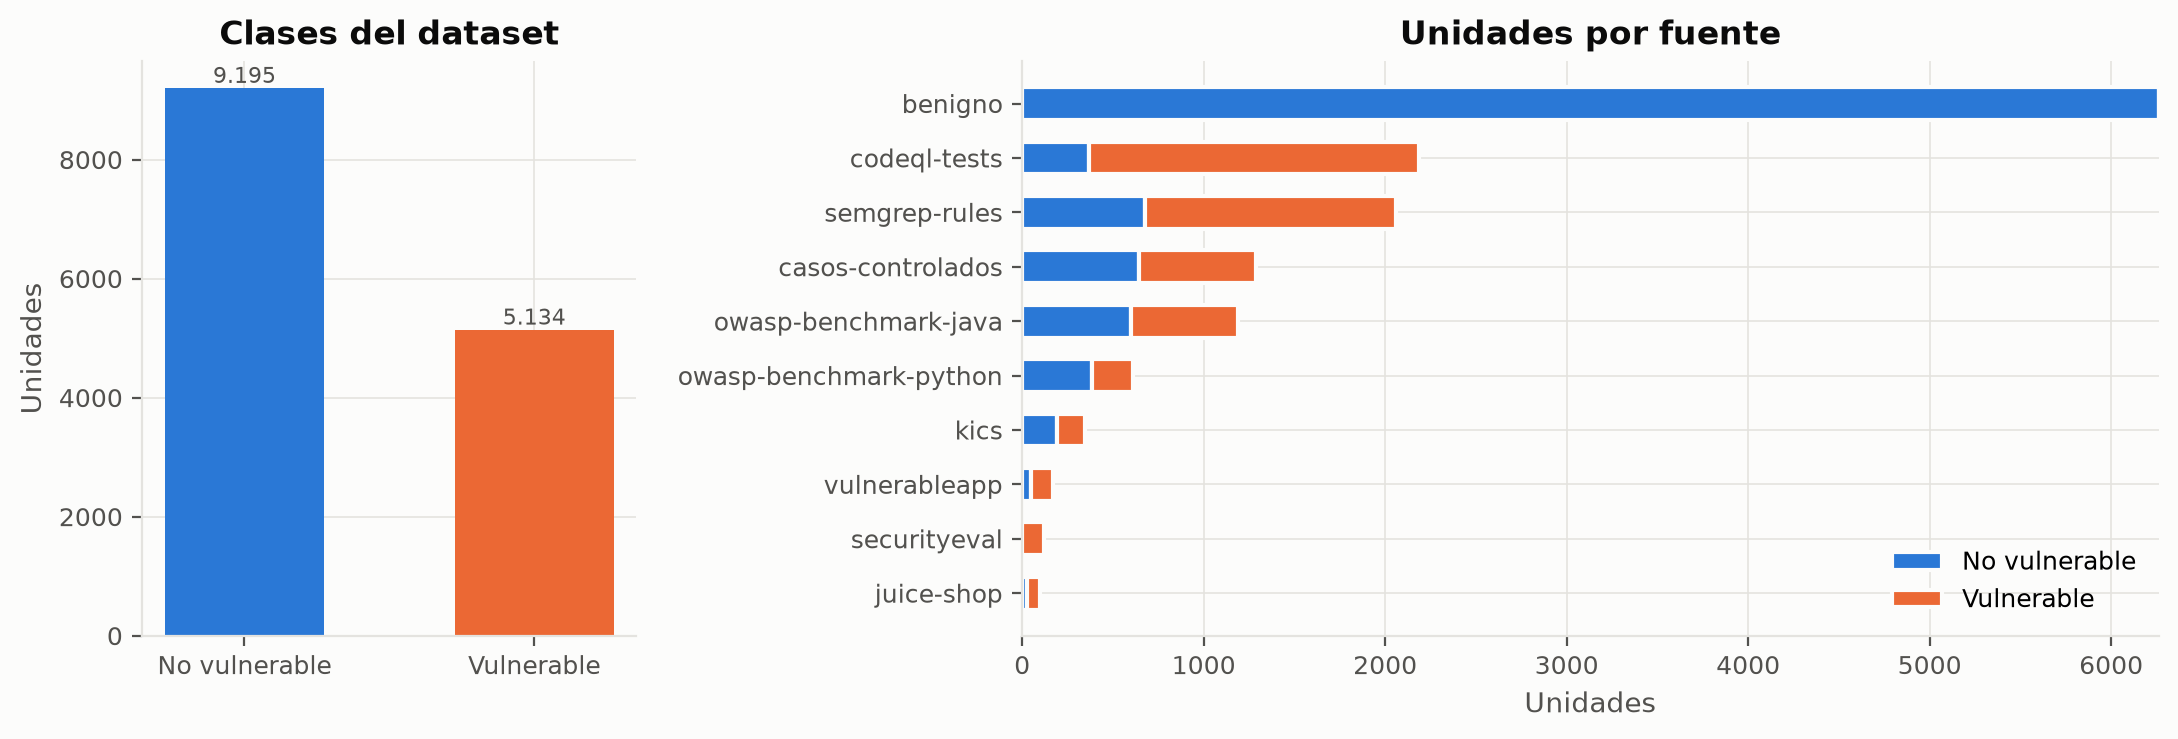 Clases del dataset
9.195
5.134
8000
6000
4000
2000
0
Unidades
No vulnerable
Vulnerable
Unidades por fuente
benigno
codeql-tests
semgrep-rules
casos-controlados
owasp-benchmark-java
owasp-benchmark-python
kics
vulnerableapp
securityeval
juice-shop
No vulnerable
Vulnerable
0 1000 2000 3000 4000 5000 6000
Unidades